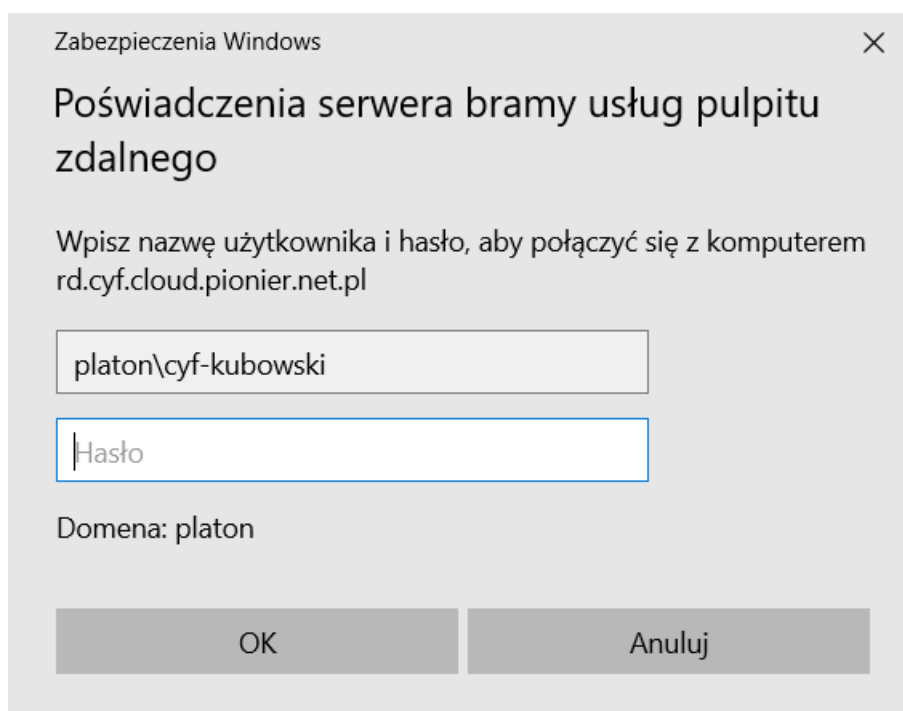 Zabezpieczenia Windows
Poświadczenia serwera bramy usług pulpitu
zdalnego
Wpisz nazwę użytkownika i hasło, aby połączyć się z komputerem
rd.cyf.cloud.pionier.net.pl
platon\cyf-kubowski
Hasło
Domena: platon
OK
Anuluj